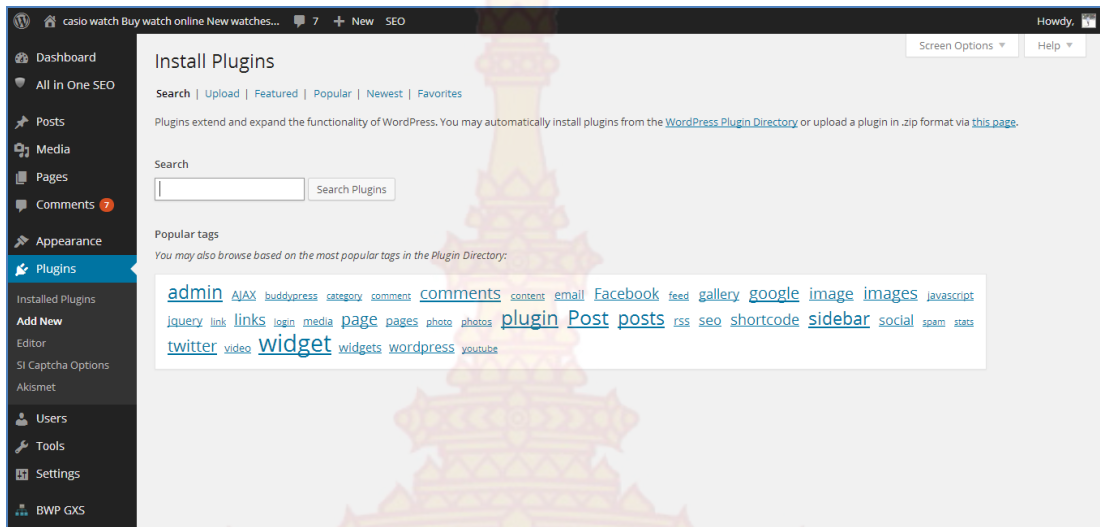 casio watch Buy watch online New watches... 7 + New SEO Howdy,
Dashboard
All in One SEO
Posts
Media
Pages
Comments 7
Appearance
Plugins
Installed Plugins
Add New
Editor
SI Captcha Options
Akismet
Users
Tools
Settings
BWP GXS
Screen Options ▼ Help ▼
Install Plugins
Search | Upload | Featured | Popular | Newest | Favorites
Plugins extend and expand the functionality of WordPress. You may automatically install plugins from the WordPress Plugin Directory or upload a plugin in .zip format via this page.
Search
Search Plugins
Popular tags
You may also browse based on the most popular tags in the Plugin Directory:
admin AJAX buddypress category comment comments content email Facebook feed gallery google image images javascript
jquery link links login media page pages photo photos plugin Post posts rss seo shortcode sidebar social spam stats
twitter video widget widgets wordpress youtube